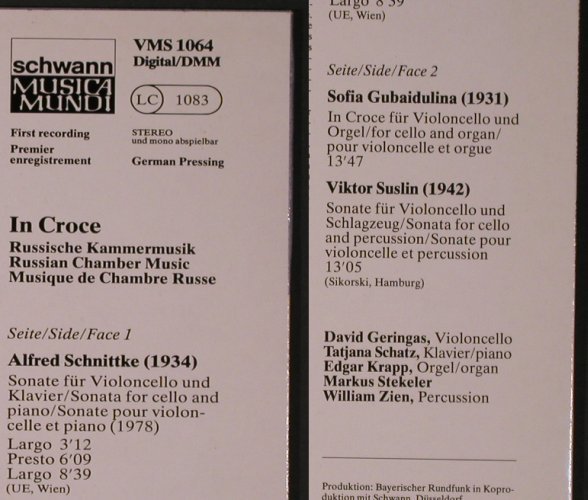 schwann
MUSICA
MUNDI
VMS 1064
Digital/DMM
LC 1083
First recording
Premier
enregistrement
STEREO
und mono abspielbar
German Pressing
In Croce
Russische Kammermusik
Russian Chamber Music
Musique de Chambre Russe
Seite/Side/Face 1
Alfred Schnittke (1934)
Sonate für Violoncello und
Klavier/Sonata for cello and
piano/Sonate pour violon-
celle et piano (1978)
Largo 3'12
Presto 6'09
Largo 8'39
(UE, Wien)
Largo 8'39
(UE, Wien)
Seite/Side/Face 2
Sofia Gubaidulina (1931)
In Croce für Violoncello und
Orgel/for cello and organ/
pour violoncelle et orgue
13'47
Viktor Suslin (1942)
Sonate für Violoncello und
Schlagzeug/Sonata for cello
and percussion/Sonate pour
violoncelle et percussion
13'05
(Sikorski, Hamburg)
David Geringas, Violoncello
Tatjana Schatz, Klavier/piano
Edgar Krapp, Orgel/organ
Markus Stekeler
William Zien, Percussion
Produktion: Bayerischer Rundfunk in Kopro-
duktion mit Schwann, Düsseldorf